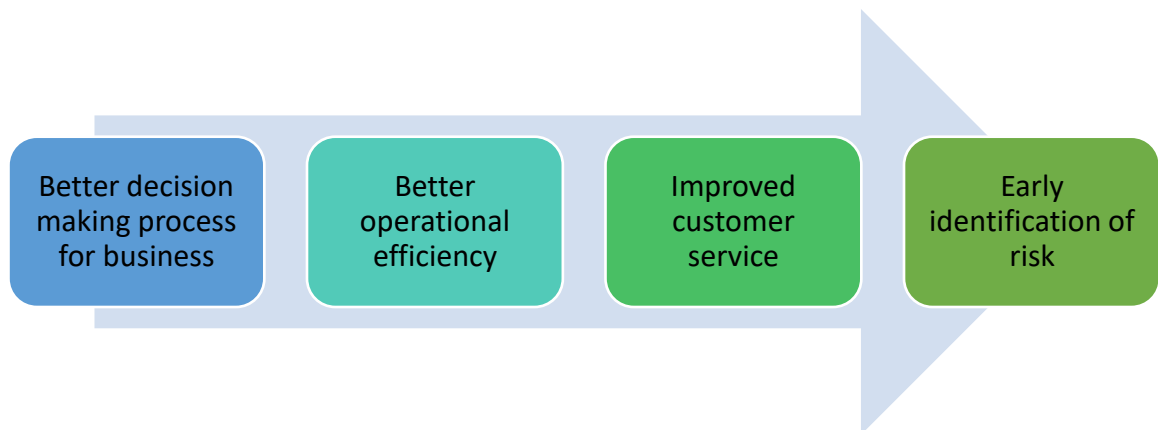 Better decision
making process
for business
Better
operational
efficiency
Improved
customer
service
Early
identification of
risk